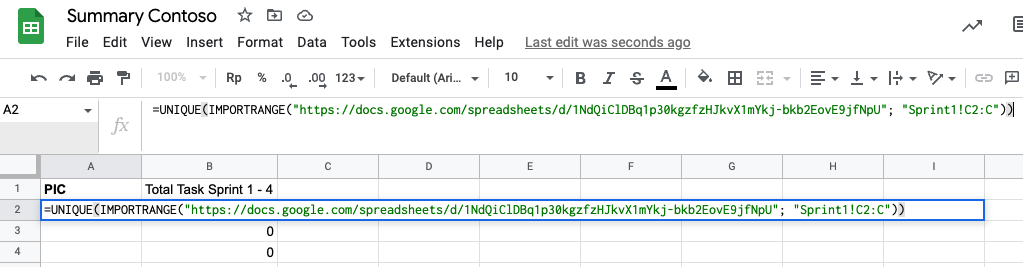 Summary Contoso
File Edit View Insert Format Data Tools Extensions Help Last edit was seconds ago
100% Rp % .0 .00 123 Default (Ari... 10 B I S A
A2 fx =UNIQUE(IMPORTRANGE("https://docs.google.com/spreadsheets/d/1NdQiClDBq1p30kgzfzHJkvX1mYkj-bkb2EovE9jfNpU"; "Sprint1!C2:C"))
A B C D E F G H I
1 PIC Total Task Sprint 1 - 4
2 =UNIQUE(IMPORTRANGE("https://docs.google.com/spreadsheets/d/1NdQiClDBq1p30kgzfzHJkvX1mYkj-bkb2EovE9jfNpU"; "Sprint1!C2:C"))
3 0
4 0